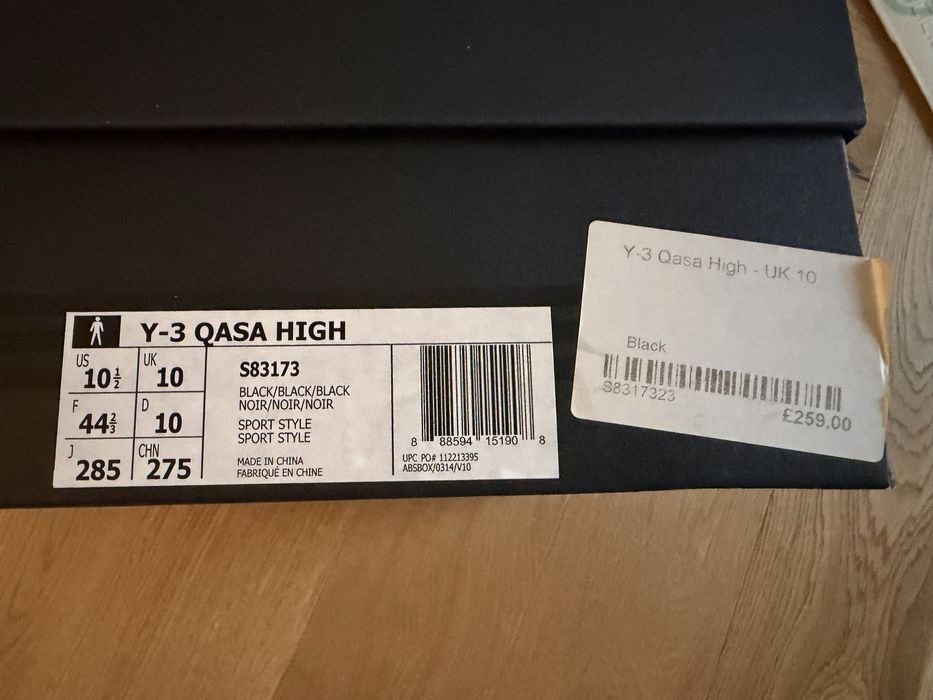 Y-3 QASA HIGH
US
10½
UK
10
F
44⅔
D
10
J
285
CHN
275
S83173
BLACK/BLACK/BLACK
NOIR/NOIR/NOIR
SPORT STYLE
SPORT STYLE
MADE IN CHINA
FABRIQUÉ EN CHINE
8 88594 15190 8
UPC PO# 112213395
ABSBOX/0314/V10
Y-3 Qasa High - UK 10
Black
S8317323
£259.00